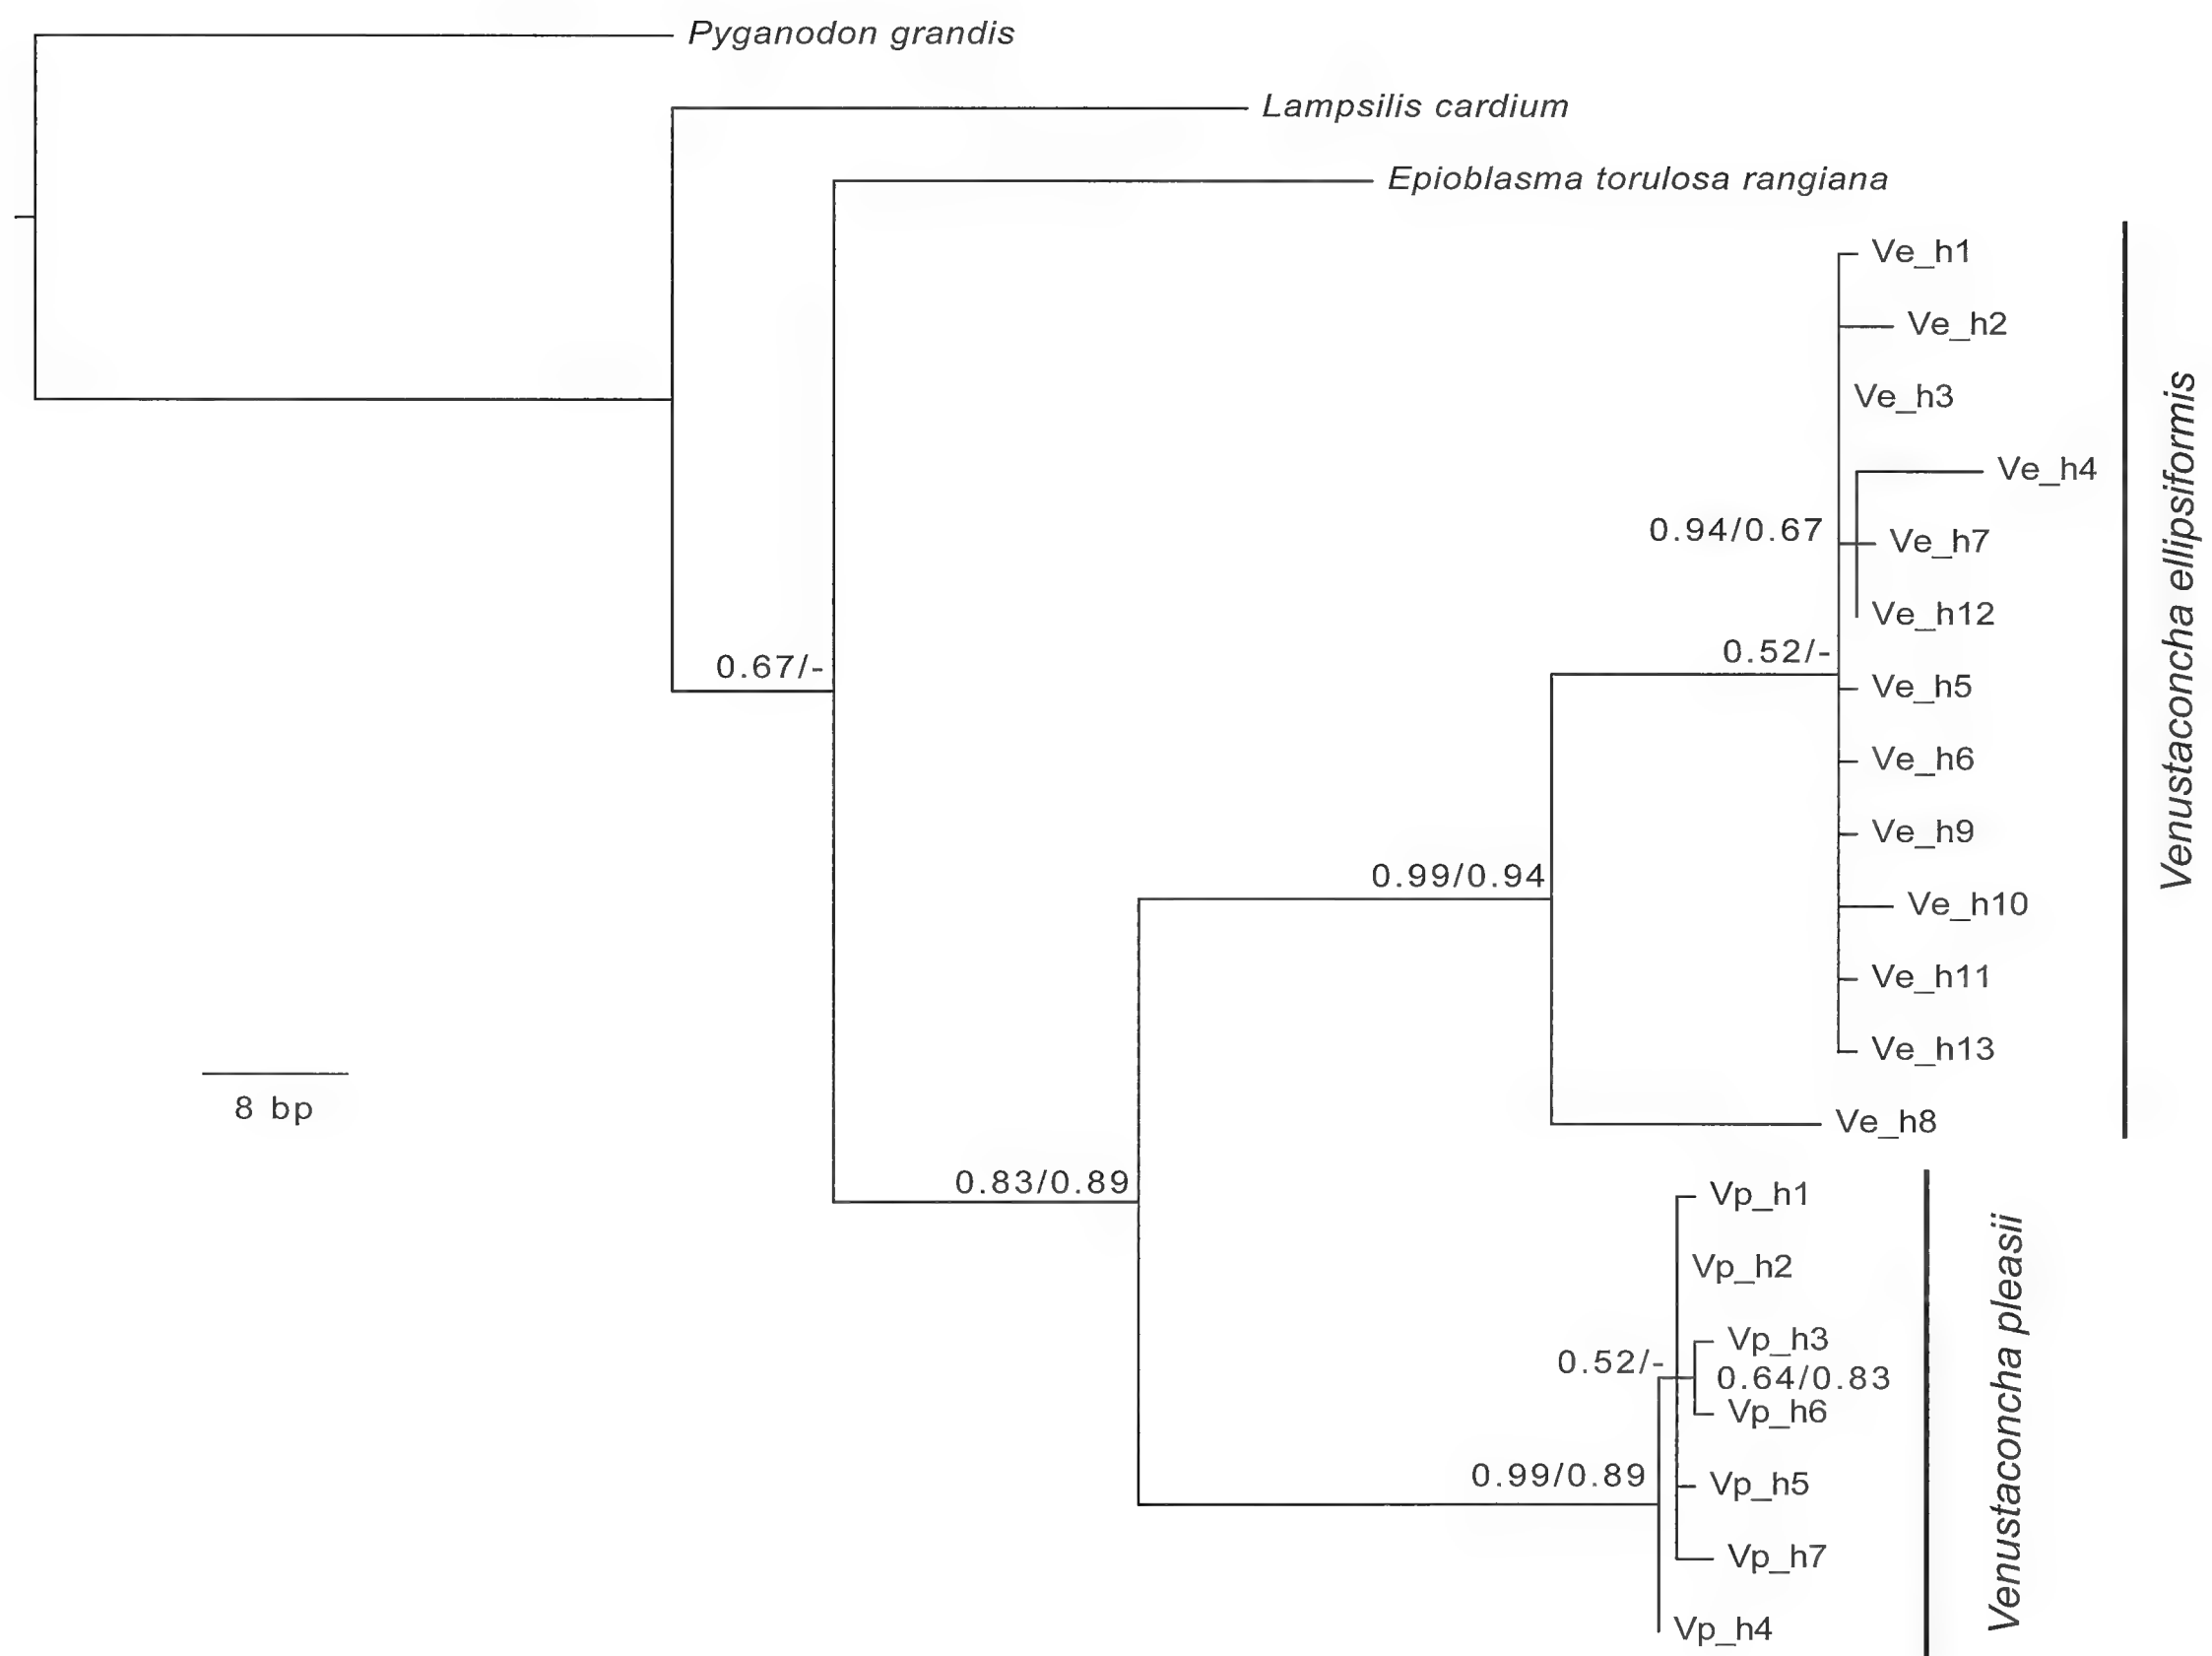 Pyganodon grandis
Lampsilis cardium
Epioblasma torulosa rangiana
Ve_h1
Ve_h2
Ve_h3
Ve_h4
0.94/0.67
Ve_h7
Ve_h12
0.52/-
0.67/-
Ve_h5
Ve_h6
Ve_h9
0.99/0.94
Ve_h10
Ve_h11
Ve_h13
8 bp
Ve_h8
Venustaconcha ellipsiformis
0.83/0.89
Vp_h1
Vp_h2
Vp_h3
0.52/-
0.64/0.83
Vp_h6
0.99/0.89
Vp_h5
Vp_h7
Vp_h4
Venustaconcha pleasii